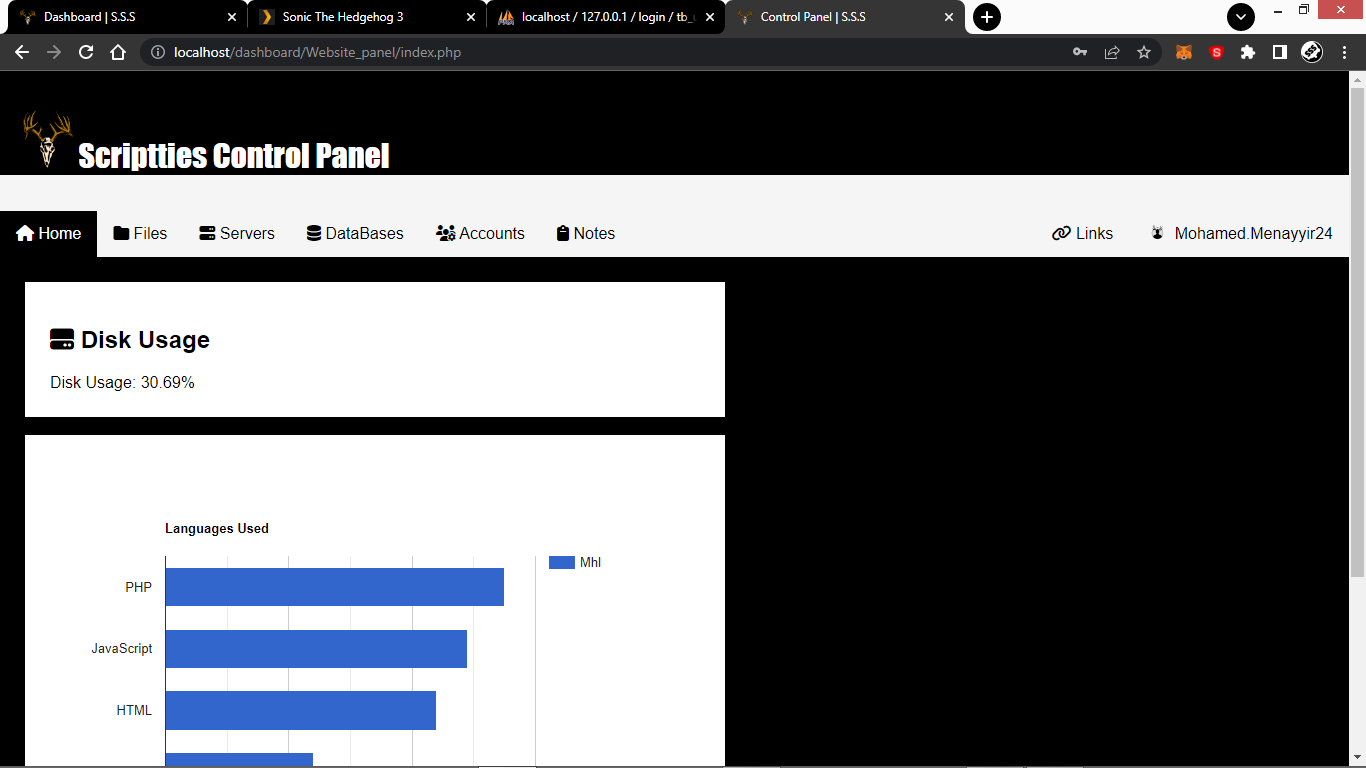 Dashboard | S.S.S
Sonic The Hedgehog 3
localhost / 127.0.0.1 / login / tb_u
Control Panel | S.S.S
localhost/dashboard/Website_panel/index.php
Scriptties Control Panel
Home Files Servers DataBases Accounts Notes Links Mohamed.Menayyir24
Disk Usage
Disk Usage: 30.69%
Languages Used
Mhl
PHP
JavaScript
HTML